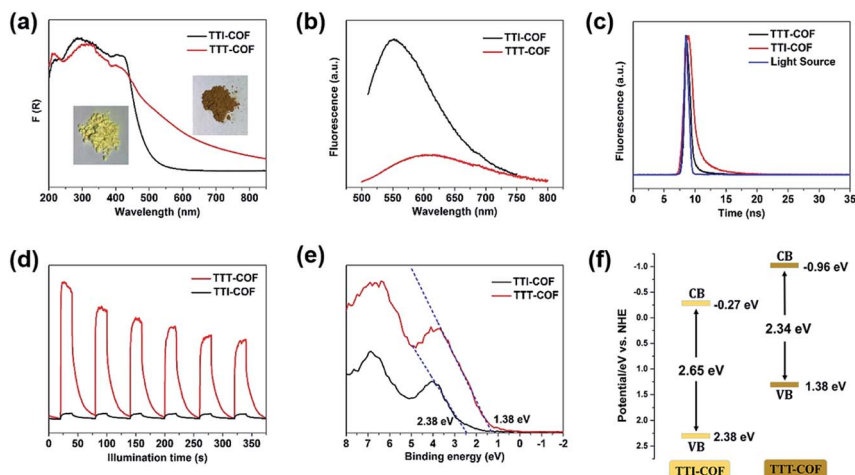 (a)
TTI-COF
TTT-COF
F (R)
200 300 400 500 600 700 800
Wavelength (nm)
(b)
TTI-COF
TTT-COF
Fluorescence (a.u.)
500 550 600 650 700 750 800
Wavelength (nm)
(c)
TTT-COF
TTI-COF
Light Source
Fluorescence (a.u.)
0 5 10 15 20 25 30 35
Time (ns)
(d)
TTT-COF
TTI-COF
0 50 100 150 200 250 300 350
Illumination time (s)
(e)
TTI-COF
TTT-COF
2.38 eV
1.38 eV
8 7 6 5 4 3 2 1 0 -1 -2
Binding energy (eV)
(f)
Potential/eV vs. NHE
-1.0
-0.5
0.0
0.5
1.0
1.5
2.0
2.5
CB
-0.27 eV
2.65 eV
VB
2.38 eV
TTI-COF
CB
-0.96 eV
2.34 eV
VB
1.38 eV
TTT-COF